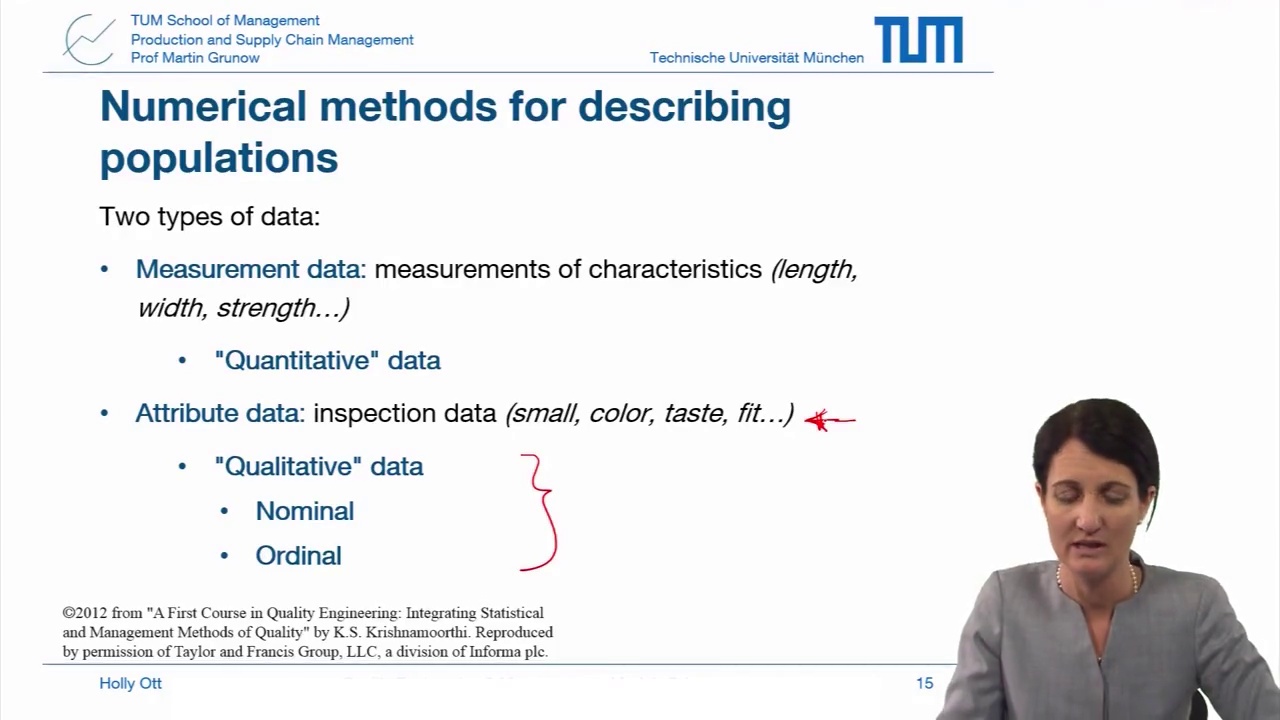 TUM School of Management
Production and Supply Chain Management
Prof Martin Grunow
Technische Universität München
TUM
Numerical methods for describing
populations
Two types of data:
• Measurement data: measurements of characteristics (length,
width, strength…)
• "Quantitative" data
• Attribute data: inspection data (small, color, taste, fit…)
• "Qualitative" data
• Nominal
• Ordinal
©2012 from "A First Course in Quality Engineering: Integrating Statistical
and Management Methods of Quality" by K.S. Krishnamoorthi. Reproduced
by permission of Taylor and Francis Group, LLC, a division of Informa plc.
Holly Ott
15